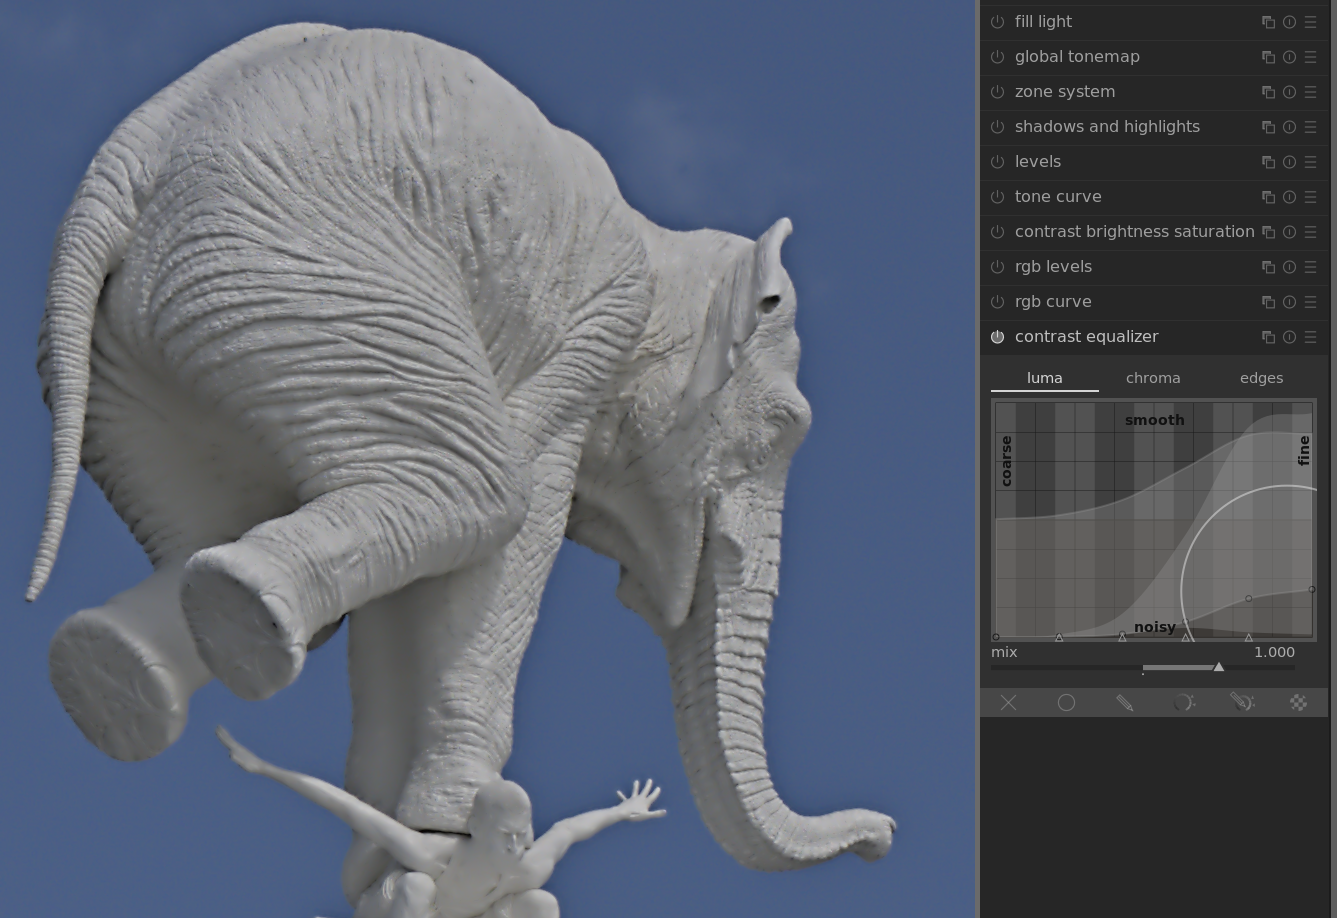 fill light
global tonemap
zone system
shadows and highlights
levels
tone curve
contrast brightness saturation
rgb levels
rgb curve
contrast equalizer
luma chroma edges
smooth
coarse
fine
noisy
mix 1.000